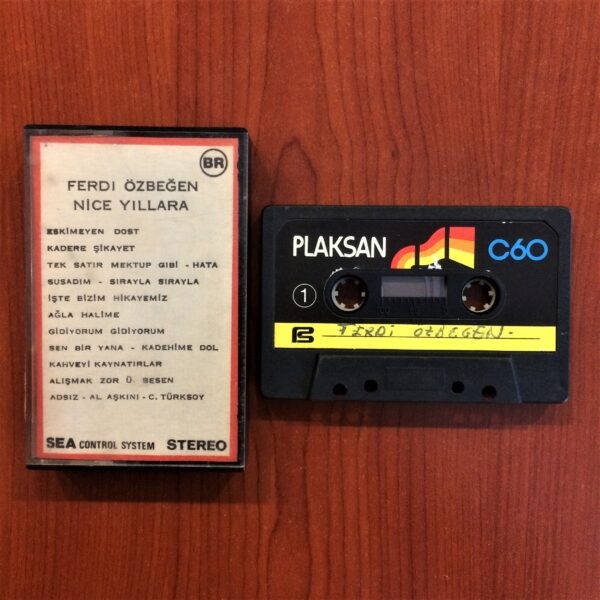 BR
FERDI ÖZBEĞEN
NİCE YILLARA
ESKİMEYEN DOST
KADERE ŞİKAYET
TEK SATIR MEKTUP GİBİ - HATA
SUSADIM - SIRAYLA SIRAYLA
İŞTE BİZİM HİKAYEMİZ
AĞLA HALİME
GİDİYORUM GİDİYORUM
SEN BİR YANA - KADEHİME DOL
KAHVEYİ KAYNATIRLAR
ALIŞMAK ZOR Ü. BESEN
ADSIZ - AL AŞKINI - C. TÜRKSOY
SEA CONTROL SYSTEM STEREO
PLAKSAN C60
1
FERDİ OZBEGEN-